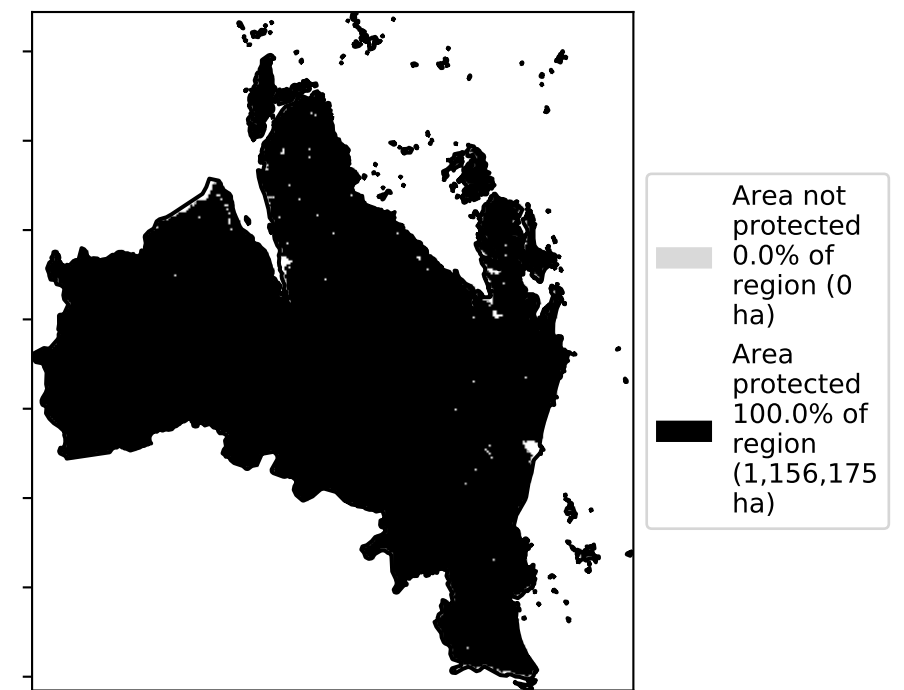 Area not
protected
0.0% of
region (0
ha)
Area
protected
100.0% of
region
(1,156,175
ha)